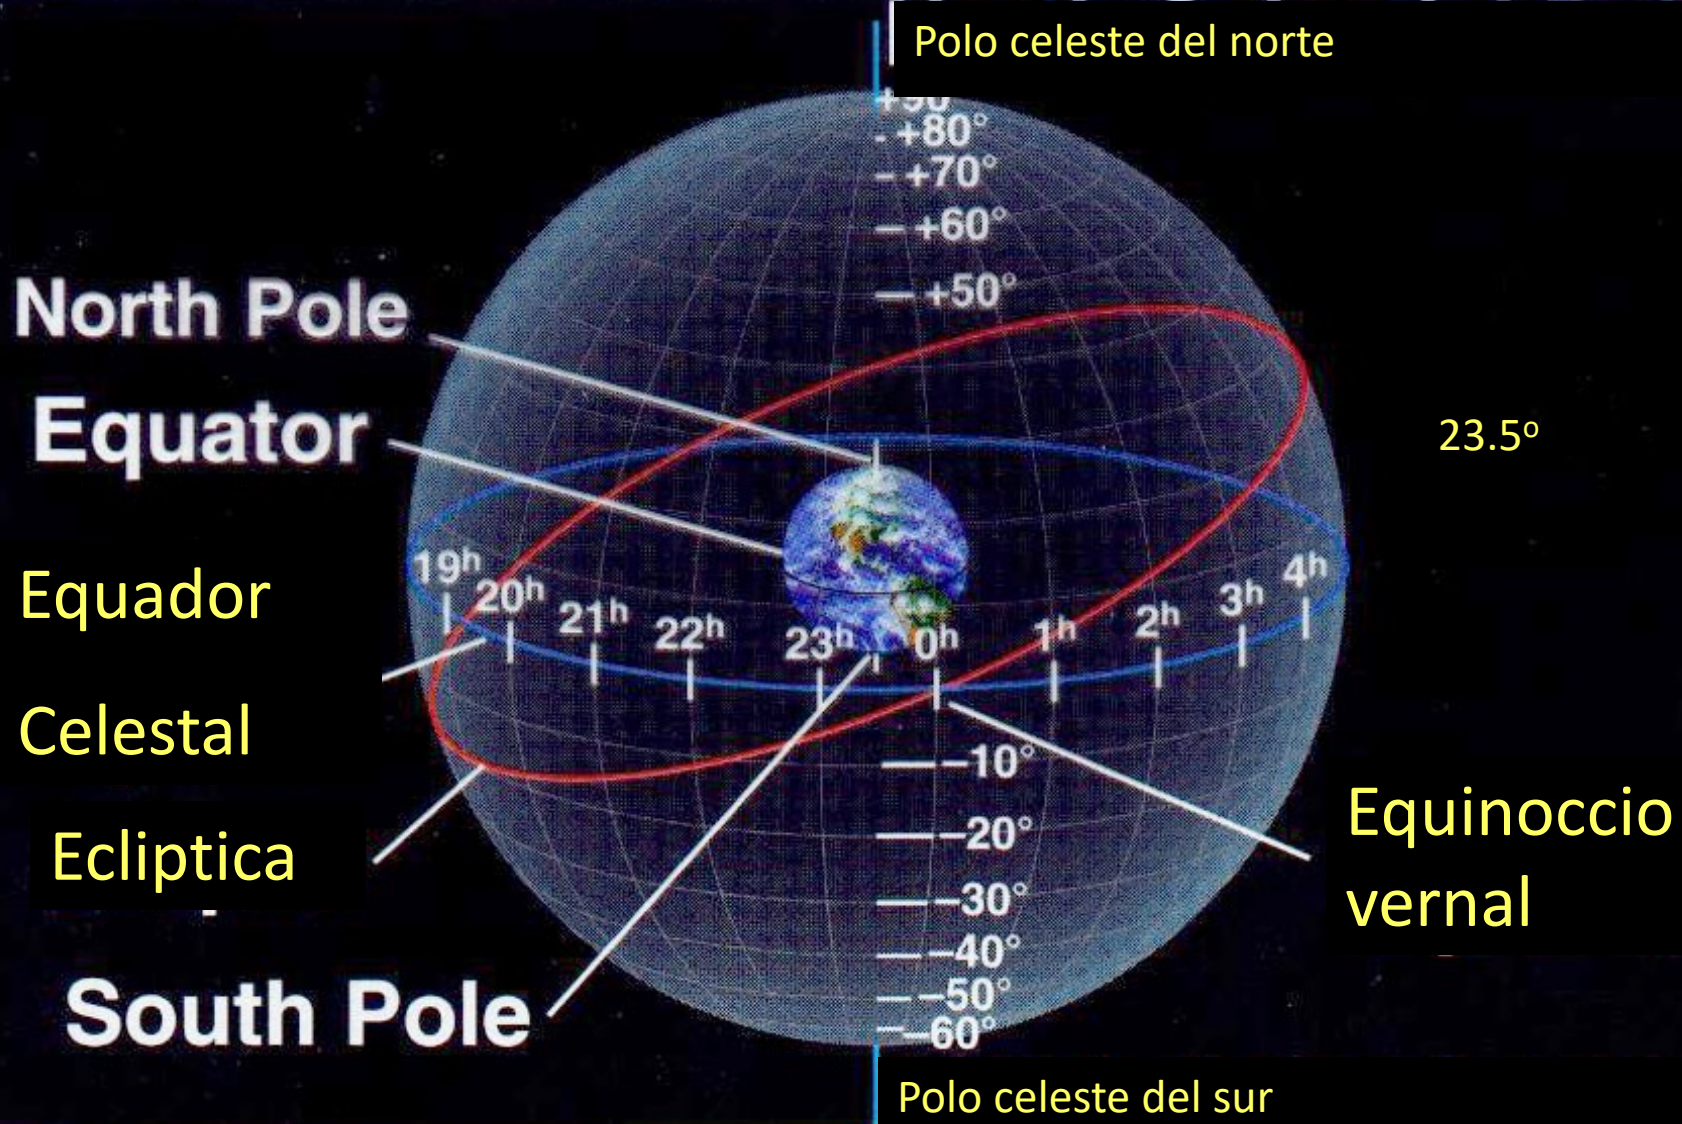 Polo celeste del norte
+90
+80°
+70°
+60°
+50°
North Pole
Equator
23.5º
19h
20h
21h
22h
23h
0h
1h
2h
3h
4h
Equador
Celestal
−10°
−20°
−30°
−40°
−50°
−60°
Equinoccio
vernal
Ecliptica
South Pole
Polo celeste del sur